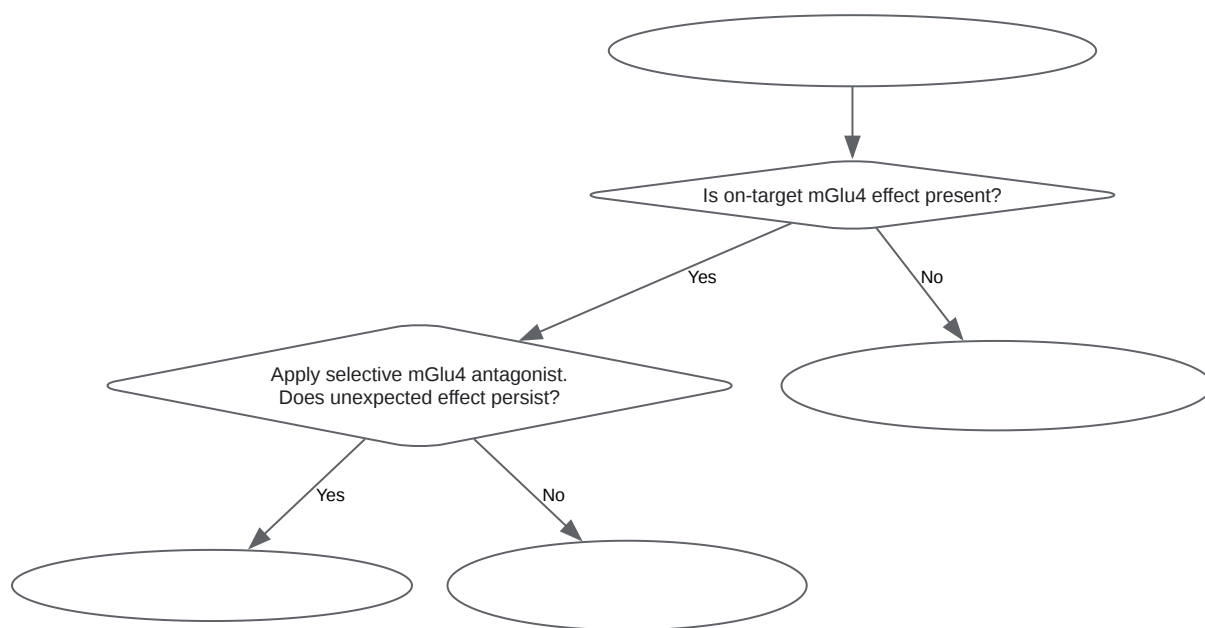 Is on-target mGlu4 effect present?
Yes
No
Apply selective mGlu4 antagonist.
Does unexpected effect persist?
Yes
No